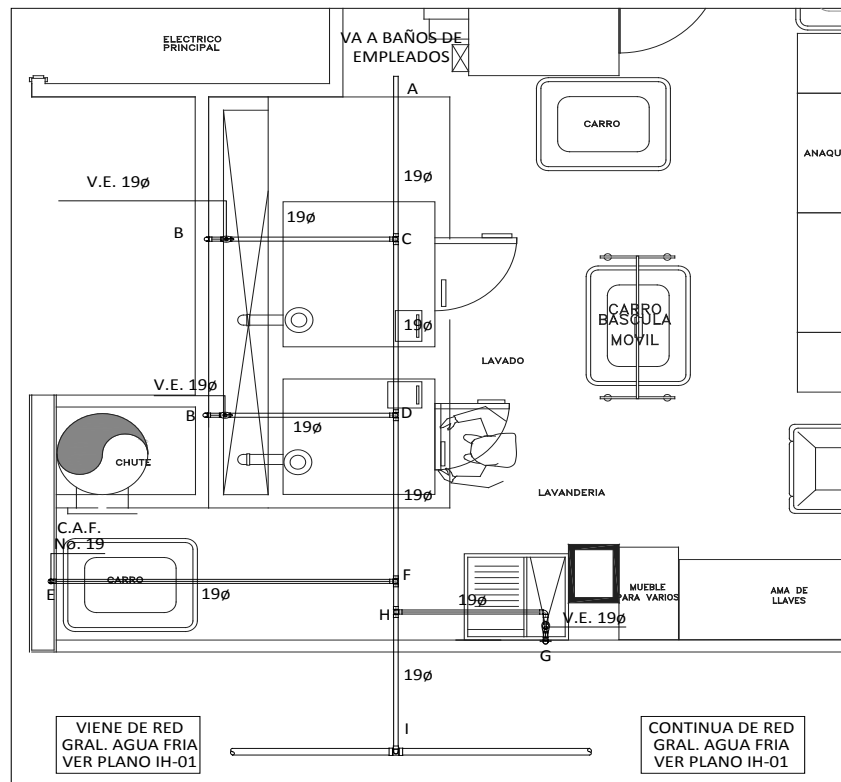 ELECTRICO
PRINCIPAL
VA A BAÑOS DE
EMPLEADOS
A
CARRO
ANAQU
19ø
V.E. 19ø
19ø
B
C
CARRO
BASCULA
MOVIL
19ø
LAVADO
V.E. 19ø
B
D
19ø
CHUTE
LAVANDERIA
19ø
C.A.F.
No. 19
E
CARRO
19ø
F
H
19ø
MUEBLE
PARA VARIOS
AMA DE
LLAVES
V.E. 19ø
G
19ø
I
VIENE DE RED
GRAL. AGUA FRIA
VER PLANO IH-01
CONTINUA DE RED
GRAL. AGUA FRIA
VER PLANO IH-01